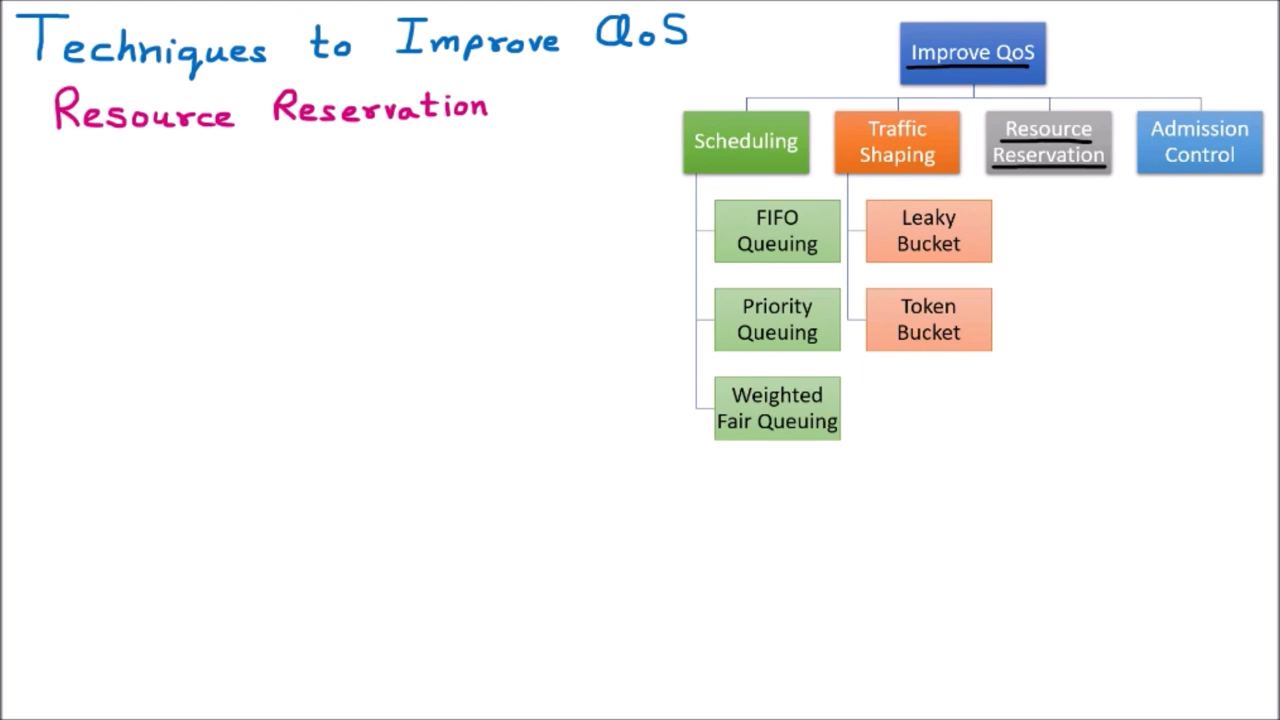 Techniques to Improve QoS
Resource Reservation
Improve QoS
Scheduling
Traffic
Shaping
Resource
Reservation
Admission
Control
FIFO
Queuing
Leaky
Bucket
Priority
Queuing
Token
Bucket
Weighted
Fair Queuing